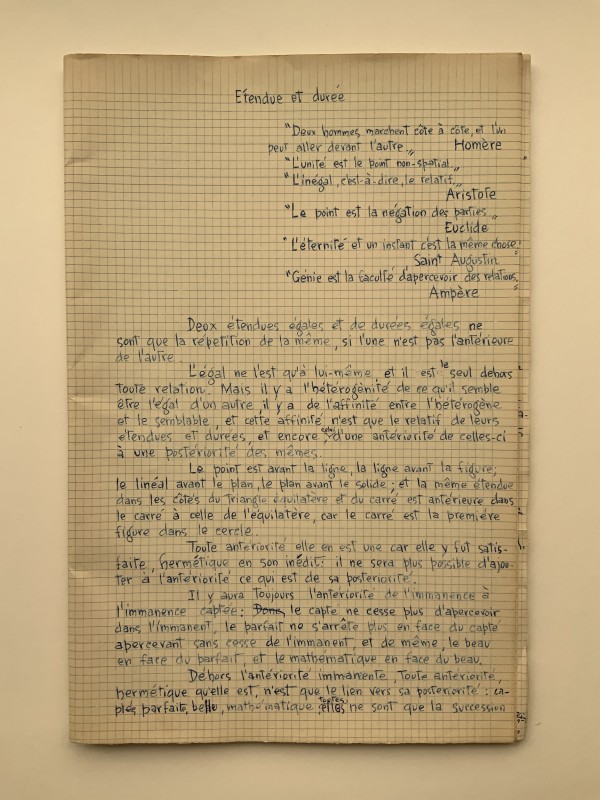 Etendue et durée
"Deux hommes marchent côte à côte, et l'un
peut aller devant l'autre„ Homère
"L'unité est le point non-spatial„
"L'inégal, c'est-à-dire, le relatif„
Aristote
"Le point est la négation des parties„
Euclide
"L'éternité et un instant c'est la même chose„
Saint Augustin
"Génie est la faculté d'apercevoir des relations„
Ampère
Deux étendues égales et de durées égales ne
sont que la répetition de la même, si l'une n'est pas l'antérieure
de l'autre.
L'égal ne l'est qu'à lui-même, et il est le seul dehors
toute relation. Mais il y a l'hétérogénité de ce qu'il semble
être l'égal d'un autre, il y a de l'affinité entre l'hétérogène
et le semblable, et cette affinité n'est que le relatif de leurs
étendues et durées, et encore celui d'une antériorité de celles-ci
à une postériorité des mêmes.
Le point est avant la ligne, la ligne avant la figure;
le linéal avant le plan, le plan avant le solide; et la même étendue
dans les côtés du triangle équilatère et du carré est antérieure dans
le carré à celle de l'équilatère, car le carré est la première
figure dans le cercle.
Toute antériorité elle en est une car elle y fut satis-
faite, hermétique en son inédit: il ne sera plus possible d'ajou-
ter à l'antériorité ce qui est de sa posteriorité.
Il y aura toujours l'antériorité de l'immanence à
l'immanence captée: Donc, le capté ne cesse plus d'apercevoir
dans l'immanent, le parfait ne s'arrête plus en face du capté
apercevant sans cesse de l'immanent, et de même, le beau
en face du parfait, et le mathématique en face du beau.
Dehors l'antériorité immanente, toute antériorité,
hermétique qu'elle est, n'est que le lien vers sa posteriorité: ca-
ptés parfaite, belle, mathématique, toutes elles ne sont que la succession